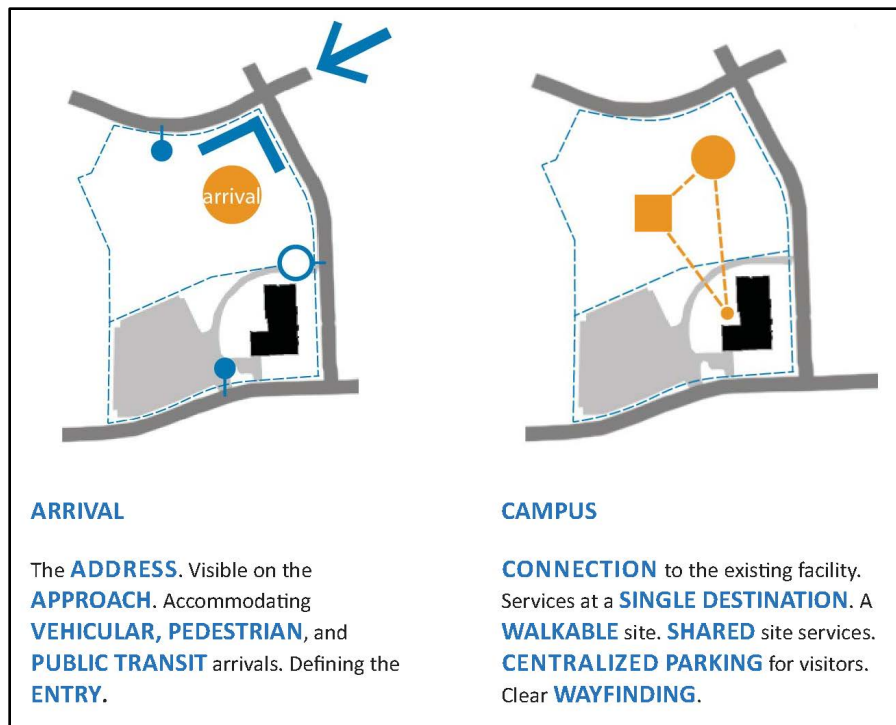 arrival
ARRIVAL
The ADDRESS. Visible on the
APPROACH. Accommodating
VEHICULAR, PEDESTRIAN, and
PUBLIC TRANSIT arrivals. Defining the
ENTRY.
CAMPUS
CONNECTION to the existing facility.
Services at a SINGLE DESTINATION. A
WALKABLE site. SHARED site services.
CENTRALIZED PARKING for visitors.
Clear WAYFINDING.